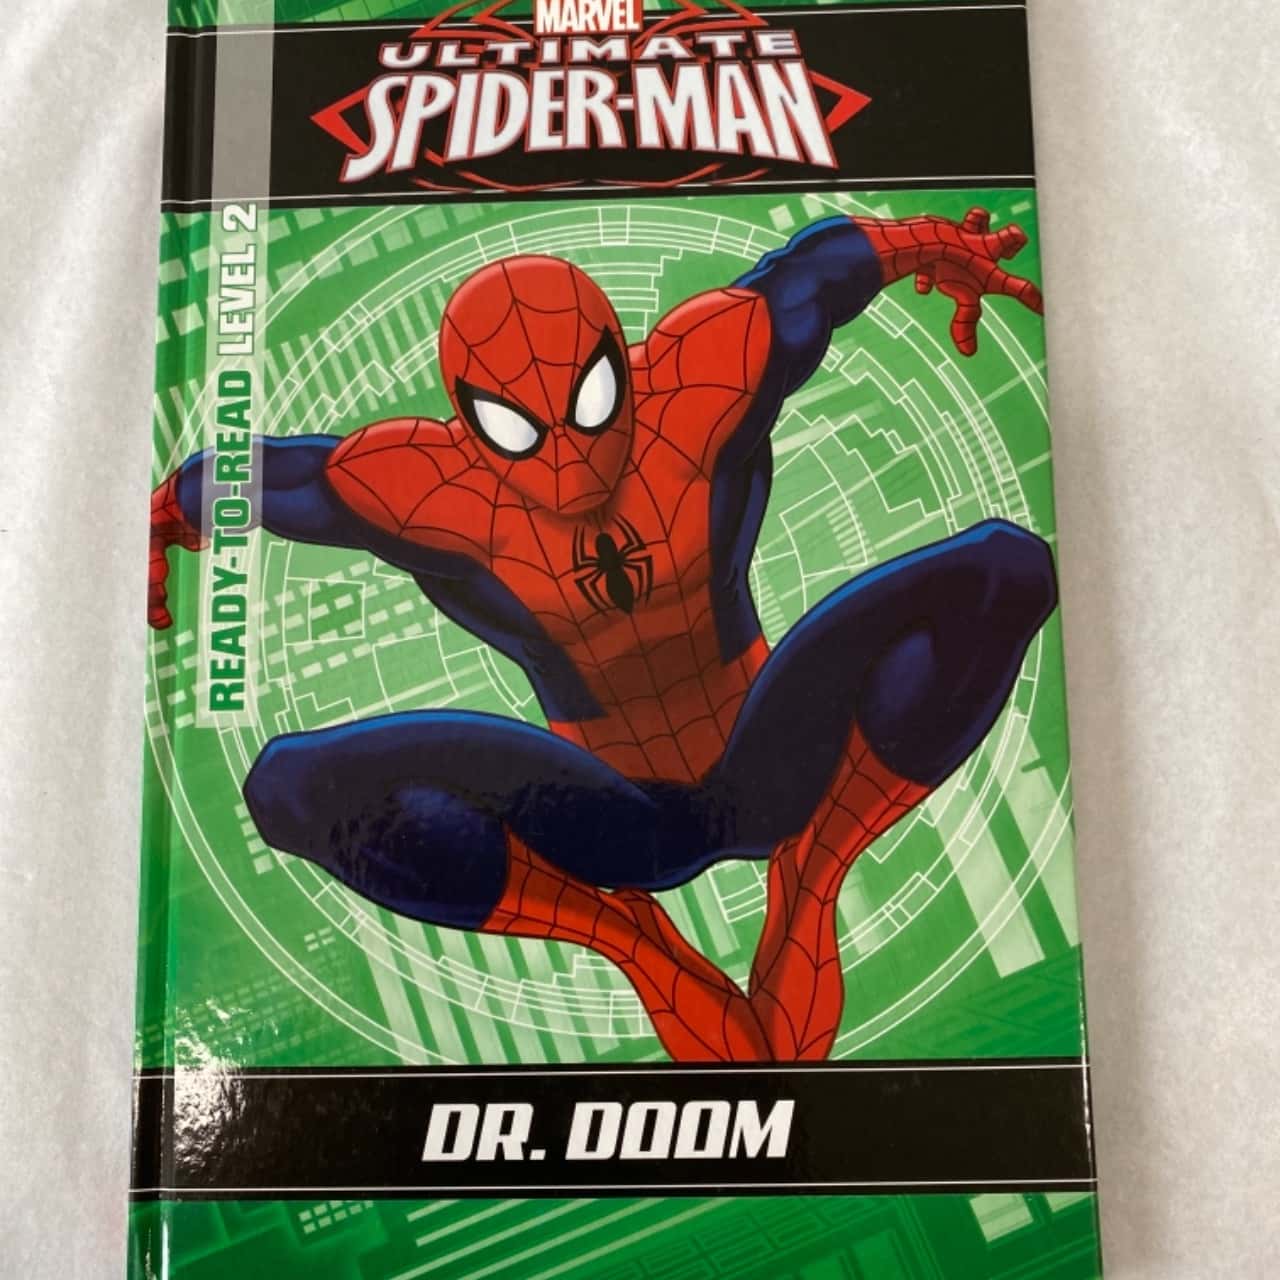 MARVEL
ULTIMATE
SPIDER-MAN
READY-TO-READ LEVEL 2
DR. DOOM